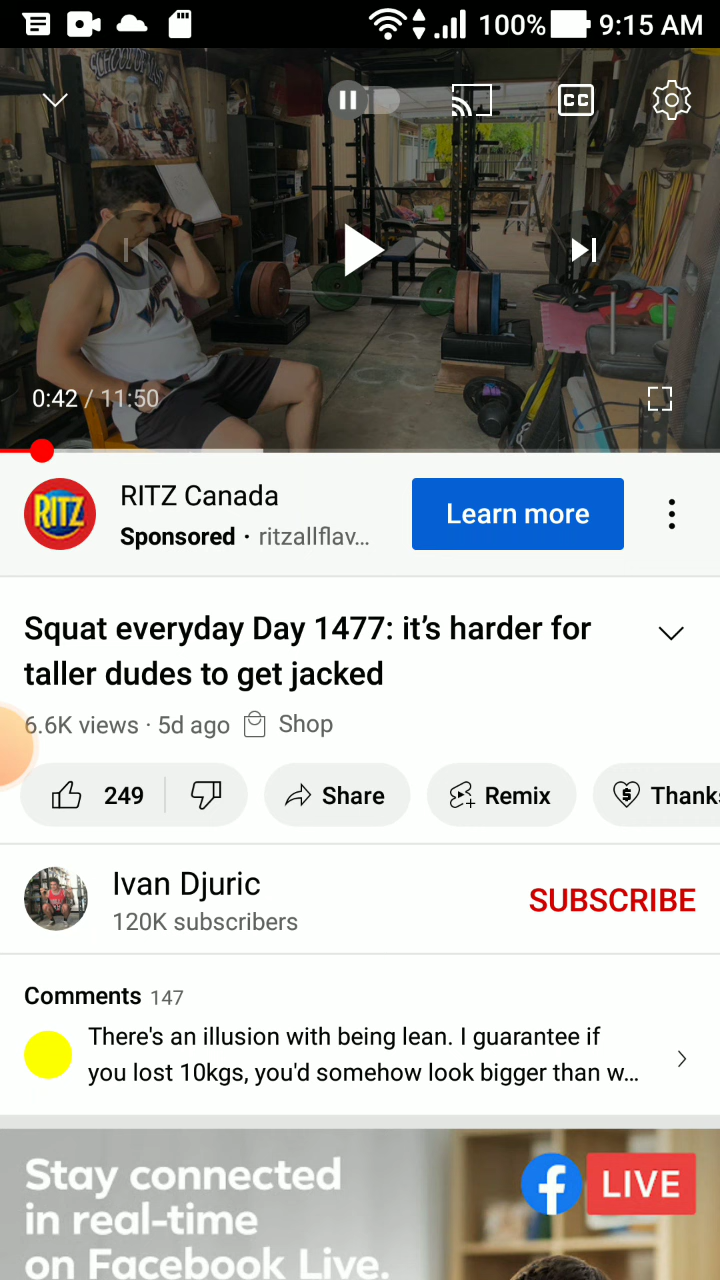 100% 9:15 AM
SCHOOL OF
CC
0:42 / 11:50
RITZ
RITZ Canada
Learn more
Sponsored · ritzallflav...
Squat everyday Day 1477: it’s harder for
taller dudes to get jacked
6.6K views · 5d ago Shop
249 Share Remix Thanks
Ivan Djuric
120K subscribers
SUBSCRIBE
Comments 147
There's an illusion with being lean. I guarantee if
you lost 10kgs, you'd somehow look bigger than w...
Stay connected
in real-time
on Facebook Live.
f LIVE